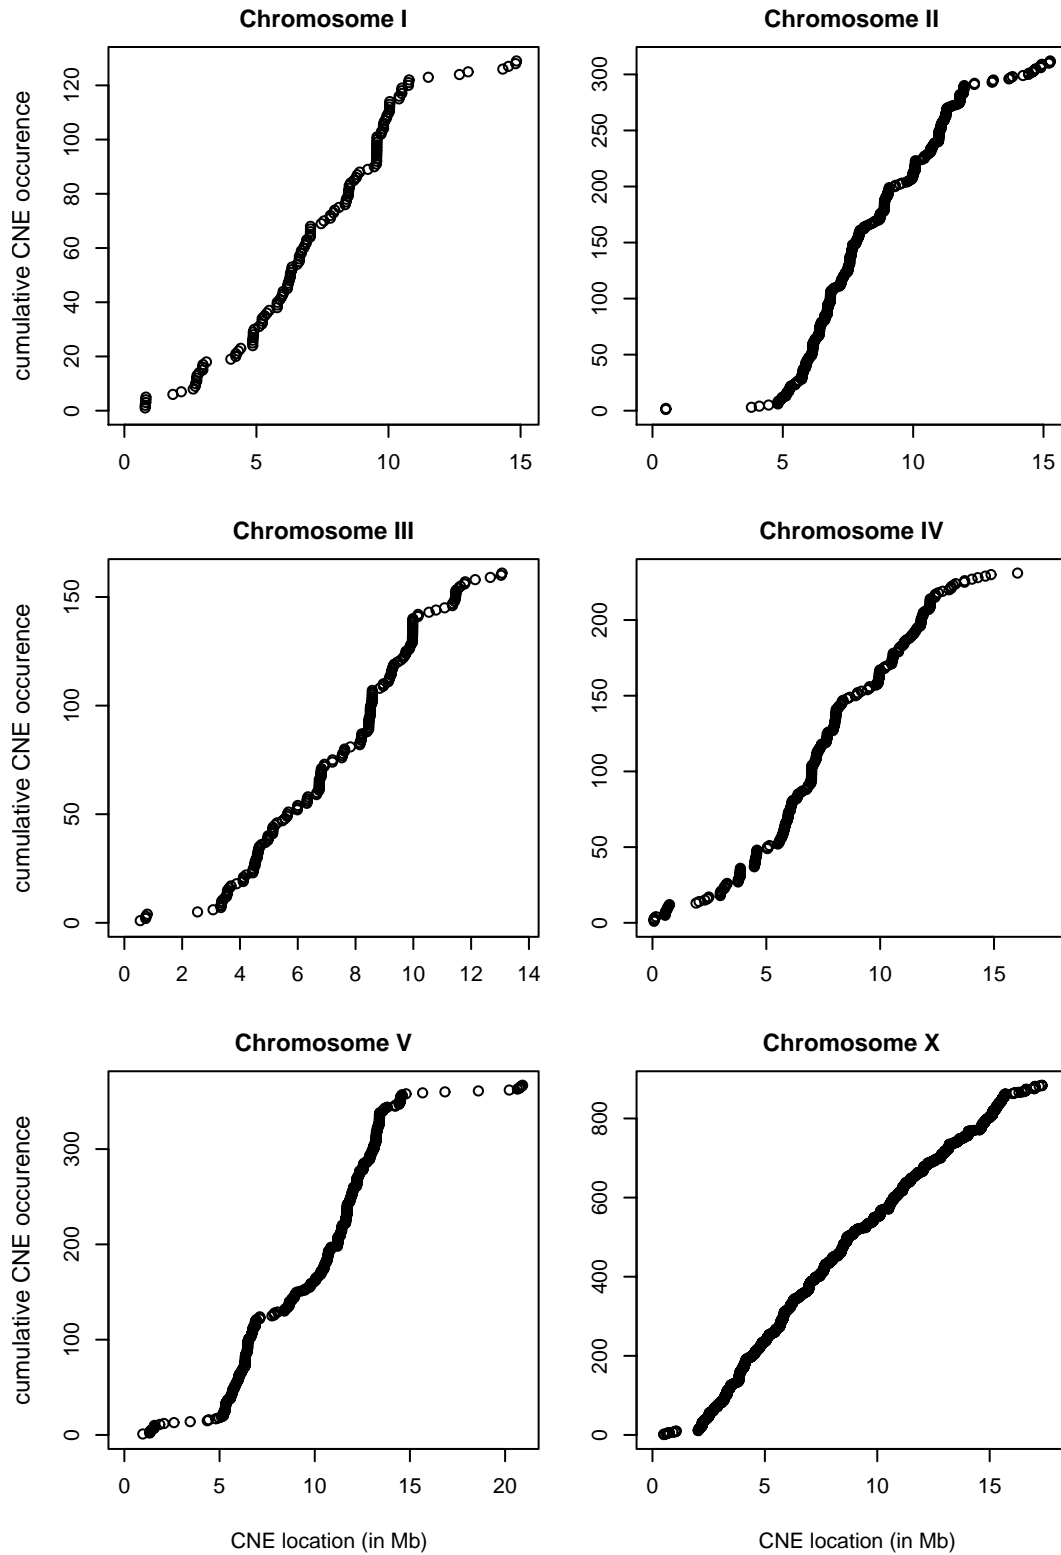 Chromosome I
cumulative CNE occurence
0 20 40 60 80 100 120
0 5 10 15
Chromosome II
0 50 100 150 200 250 300
0 5 10 15
Chromosome III
cumulative CNE occurence
0 50 100 150
0 2 4 6 8 10 12 14
Chromosome IV
0 50 100 150 200
0 5 10 15
Chromosome V
cumulative CNE occurence
0 100 200 300
0 5 10 15 20
CNE location (in Mb)
Chromosome X
0 200 400 600 800
0 5 10 15
CNE location (in Mb)